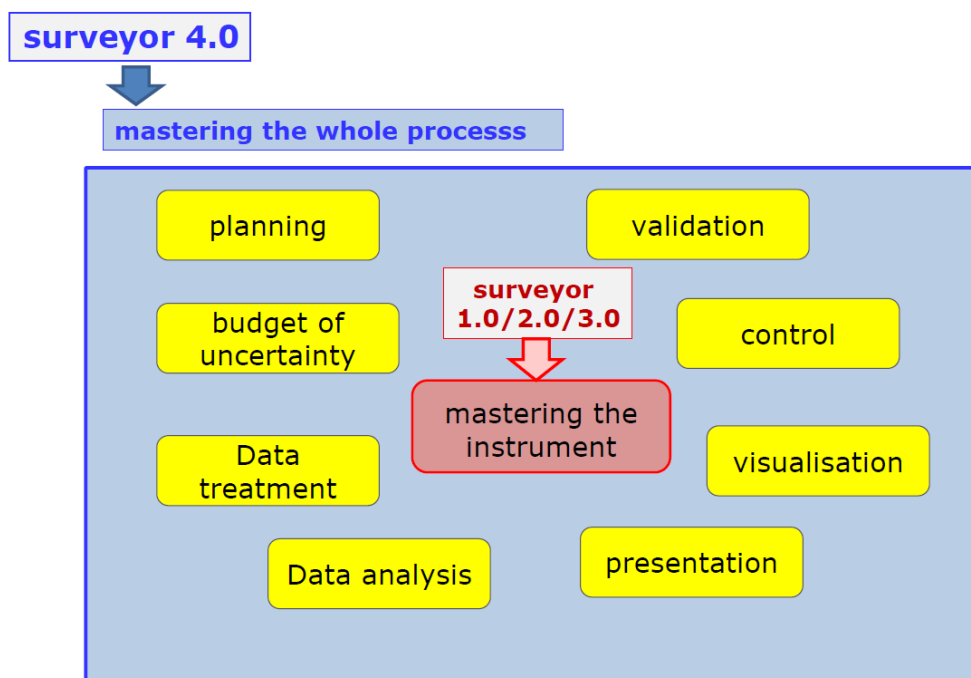 surveyor 4.0
mastering the whole processs
planning
validation
surveyor
1.0/2.0/3.0
budget of
uncertainty
control
mastering the
instrument
Data
treatment
visualisation
Data analysis
presentation